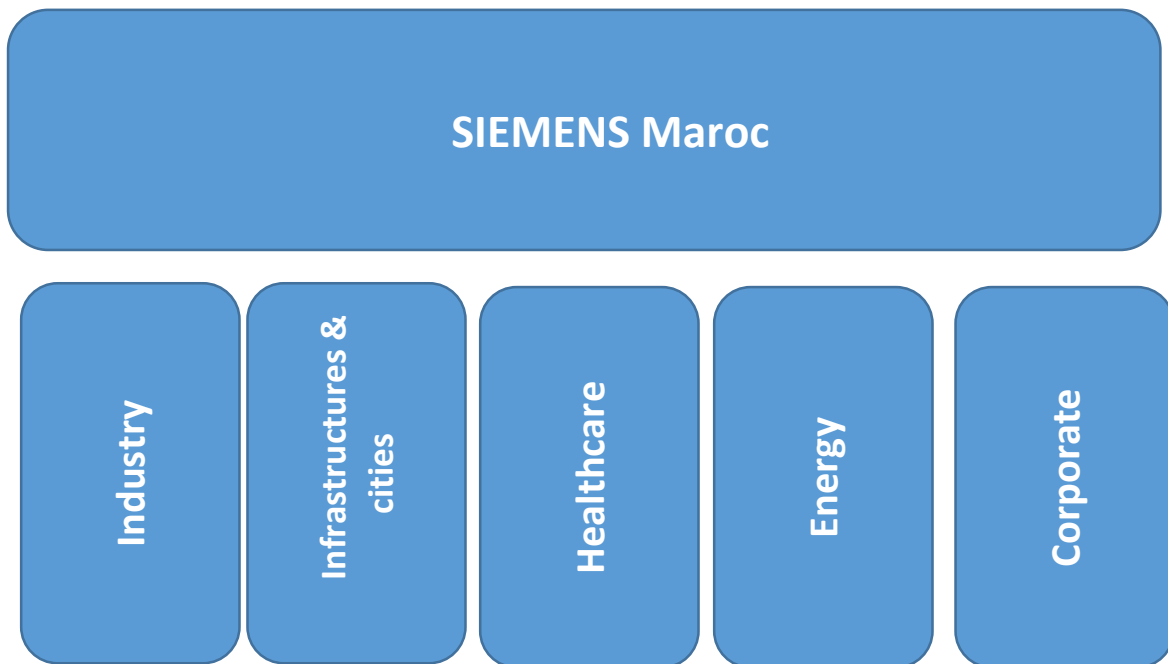 SIEMENS Maroc
Industry
Infrastructures &
cities
Healthcare
Energy
Corporate